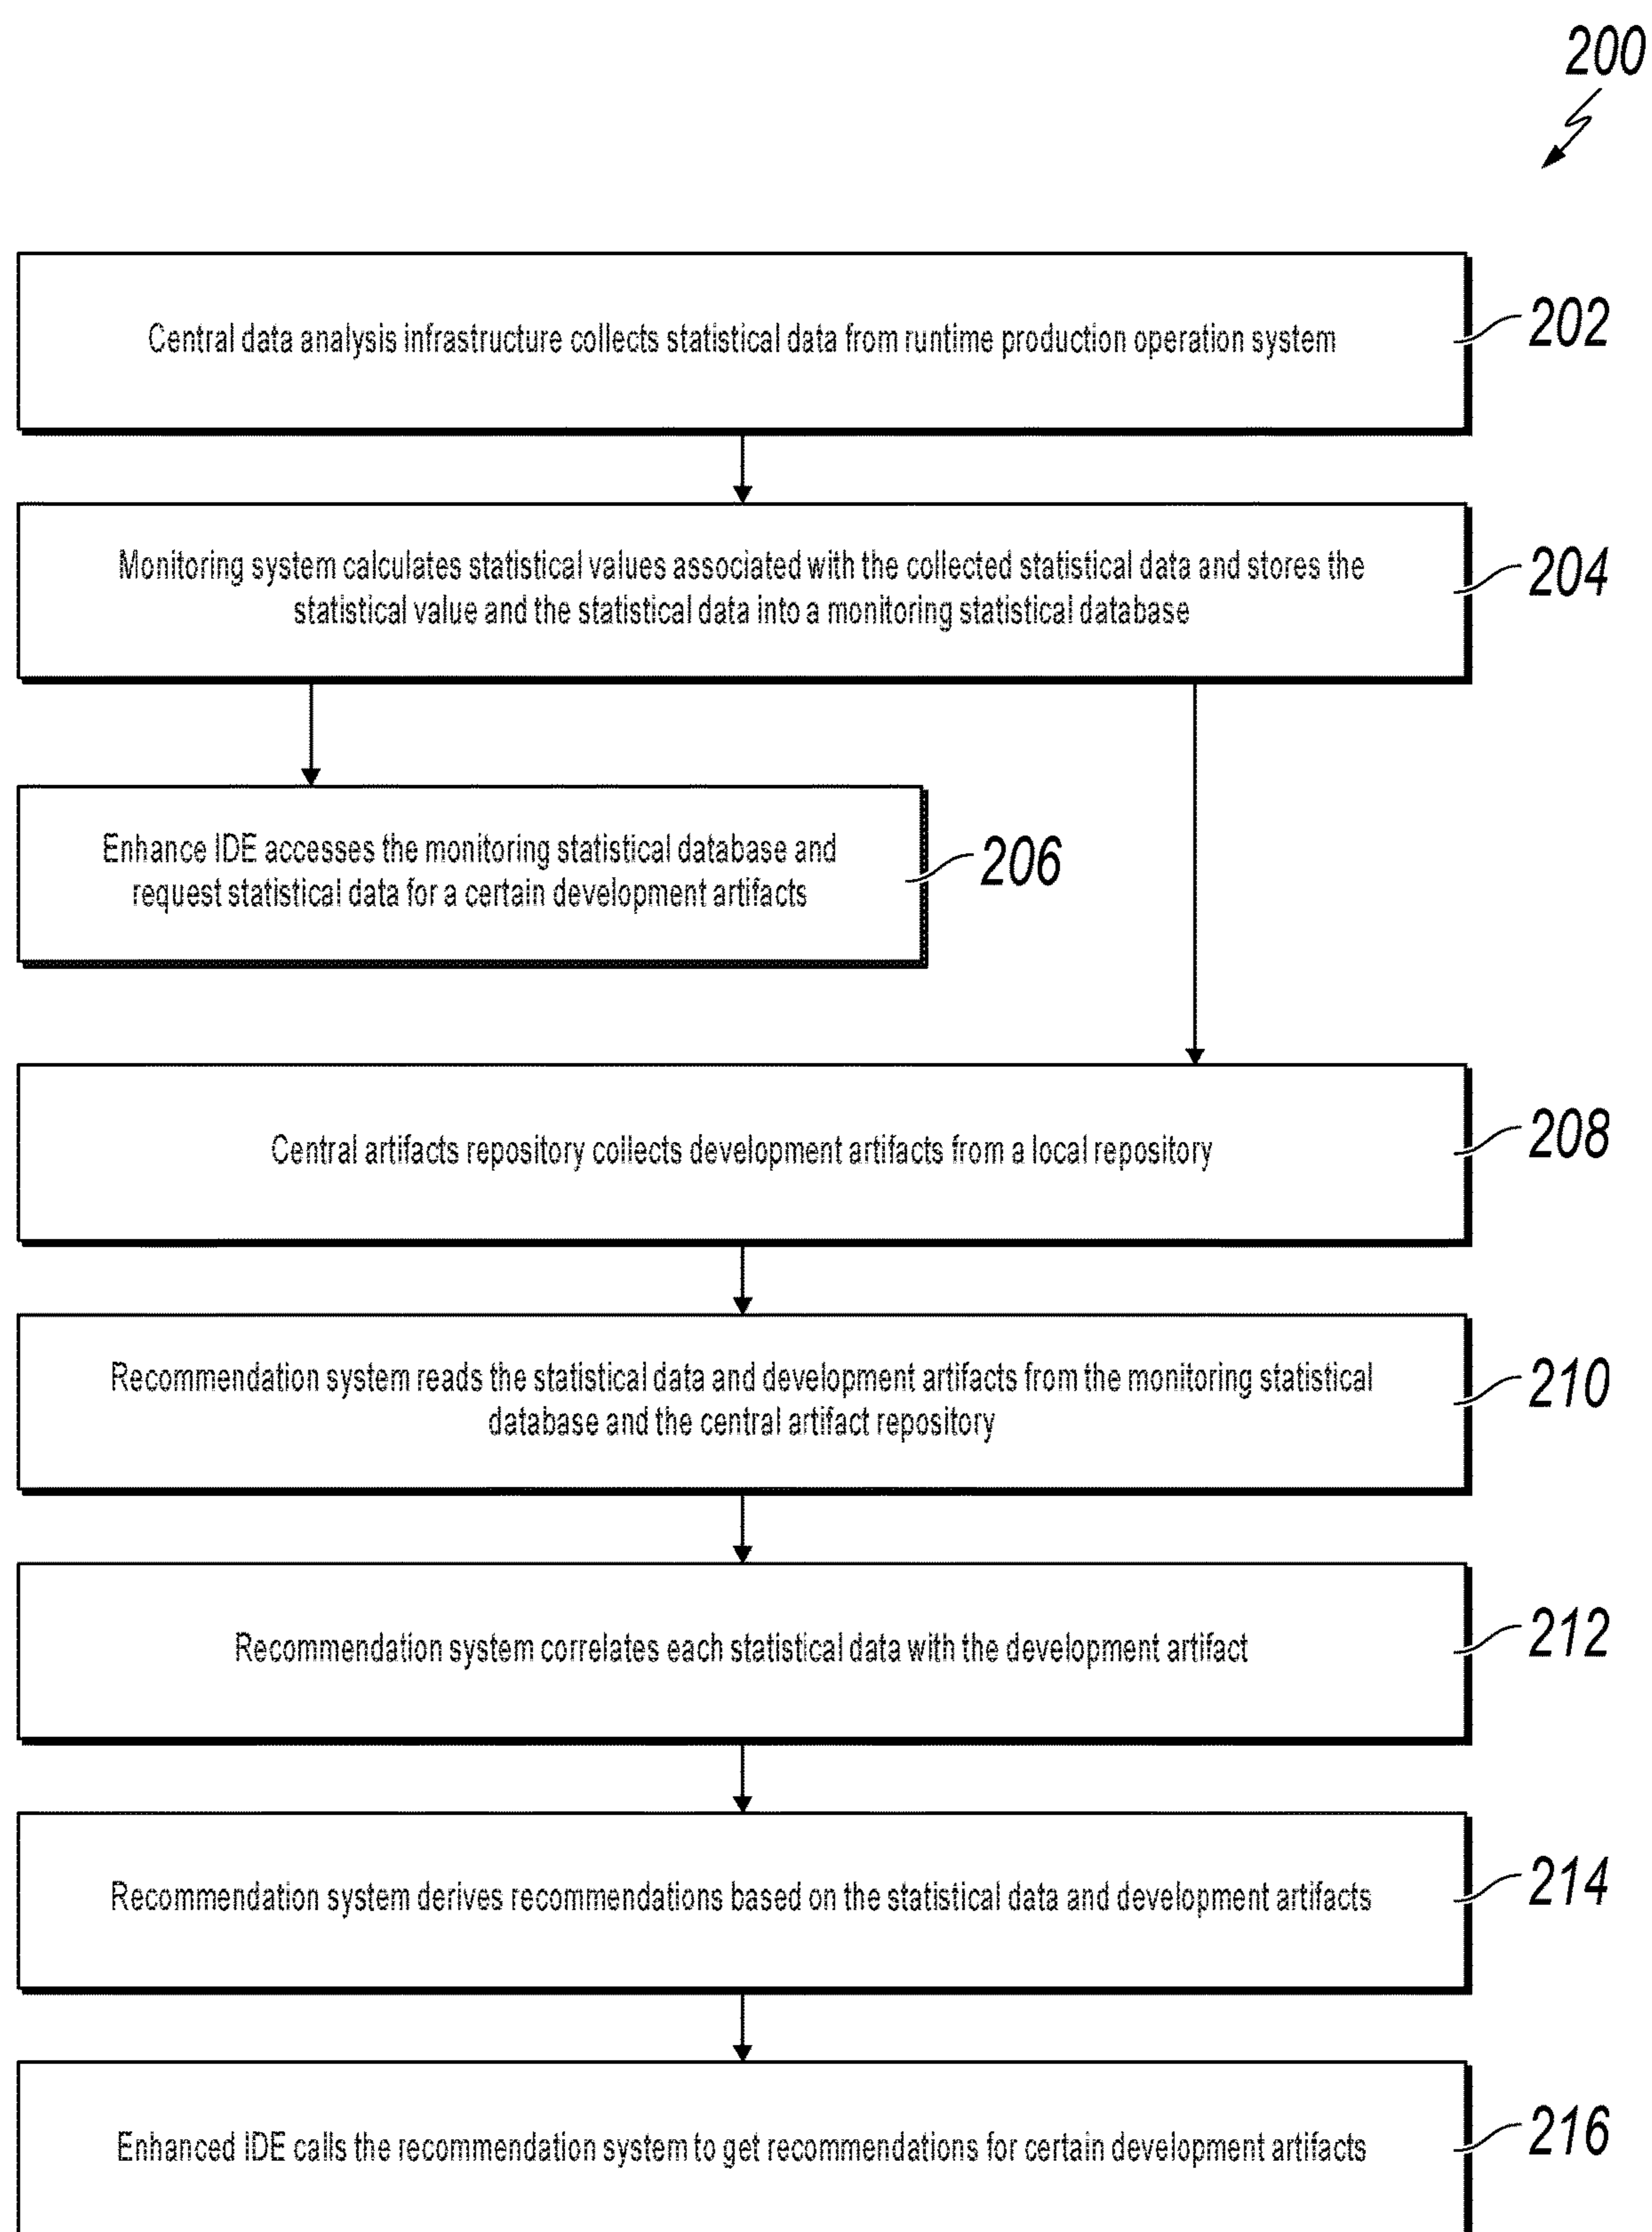 200
Central data analysis infrastructure collects statistical data from runtime production operation system
202
Monitoring system calculates statistical values associated with the collected statistical data and stores the
statistical value and the statistical data into a monitoring statistical database
204
Enhance IDE accesses the monitoring statistical database and
request statistical data for a certain development artifacts
206
Central artifacts repository collects development artifacts from a local repository
208
Recommendation system reads the statistical data and development artifacts from the monitoring statistical
database and the central artifact repository
210
Recommendation system correlates each statistical data with the development artifact
212
Recommendation system derives recommendations based on the statistical data and development artifacts
214
Enhanced IDE calls the recommendation system to get recommendations for certain development artifacts
216